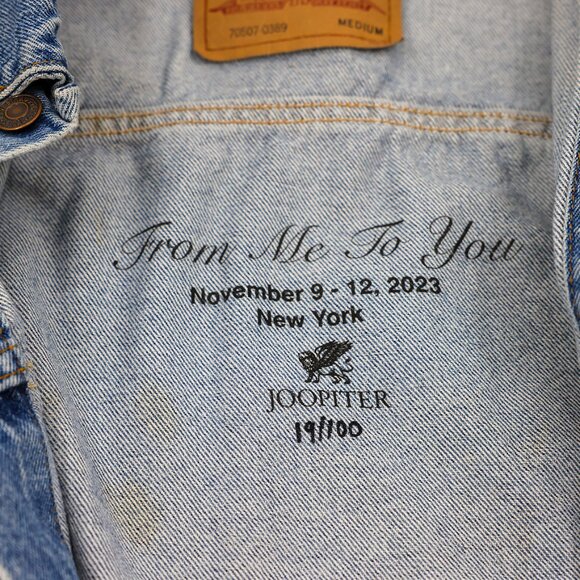 70507 0389 MEDIUM
From Me To You
November 9 - 12, 2023
New York
JOOPITER
19/100